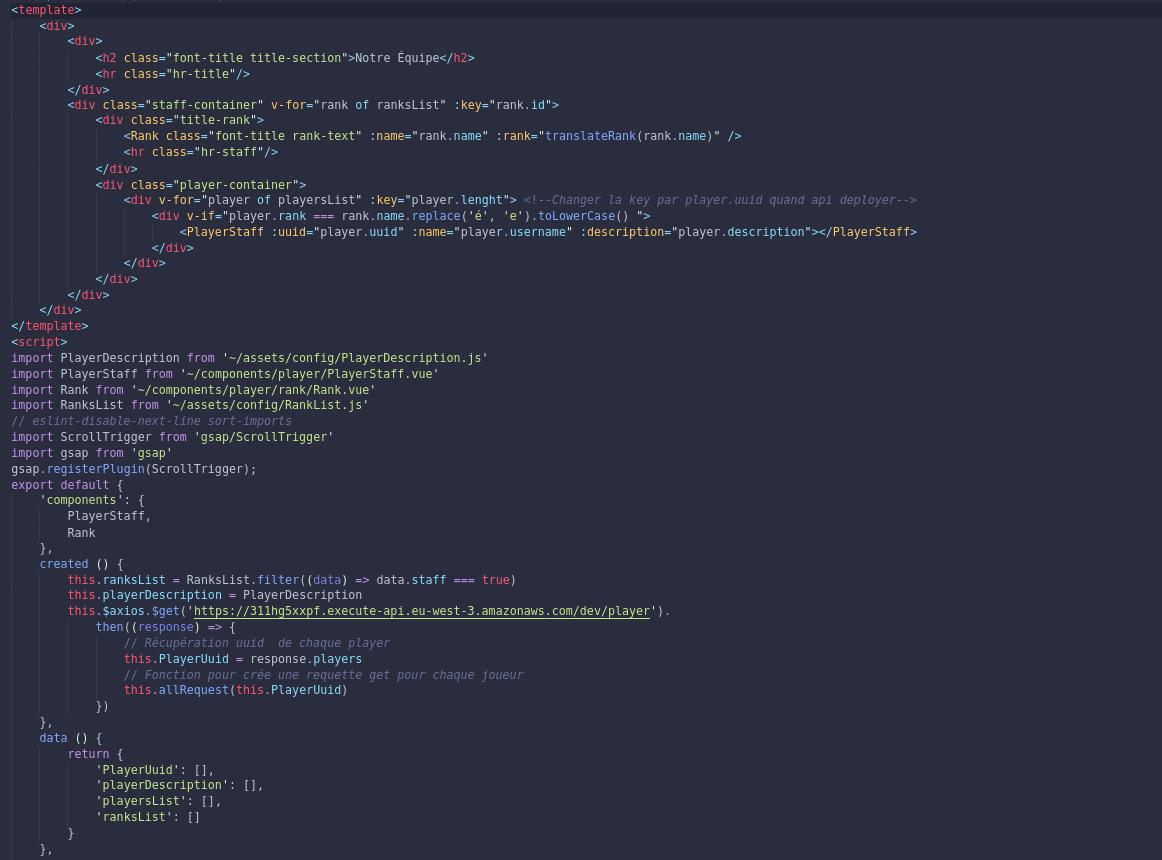 <template>
    <div>
        <div>
            <h2 class="font-title title-section">Notre Équipe</h2>
            <hr class="hr-title"/>
        </div>
        <div class="staff-container" v-for="rank of ranksList" :key="rank.id">
            <div class="title-rank">
                <Rank class="font-title rank-text" :name="rank.name" :rank="translateRank(rank.name)" />
                <hr class="hr-staff"/>
            </div>
            <div class="player-container">
                <div v-for="player of playersList" :key="player.lenght"> <!--Changer la key par player.uuid quand api deployer-->
                    <div v-if="player.rank === rank.name.replace('é', 'e').toLowerCase() ">
                        <PlayerStaff :uuid="player.uuid" :name="player.username" :description="player.description"></PlayerStaff>
                    </div>
                </div>
            </div>
        </div>
    </div>
</template>
<script>
import PlayerDescription from '~/assets/config/PlayerDescription.js'
import PlayerStaff from '~/components/player/PlayerStaff.vue'
import Rank from '~/components/player/rank/Rank.vue'
import RanksList from '~/assets/config/RankList.js'
// eslint-disable-next-line sort-imports
import ScrollTrigger from 'gsap/ScrollTrigger'
import gsap from 'gsap'
gsap.registerPlugin(ScrollTrigger);
export default {
    'components': {
        PlayerStaff,
        Rank
    },
    created () {
        this.ranksList = RanksList.filter((data) => data.staff === true)
        this.playerDescription = PlayerDescription
        this.$axios.$get('https://311hg5xxpf.execute-api.eu-west-3.amazonaws.com/dev/player').
            then((response) => {
                // Récupération uuid  de chaque player
                this.PlayerUuid = response.players
                // Fonction pour crée une requette get pour chaque joueur
                this.allRequest(this.PlayerUuid)
            })
    },
    data () {
        return {
            'PlayerUuid': [],
            'playerDescription': [],
            'playersList': [],
            'ranksList': []
        }
    },